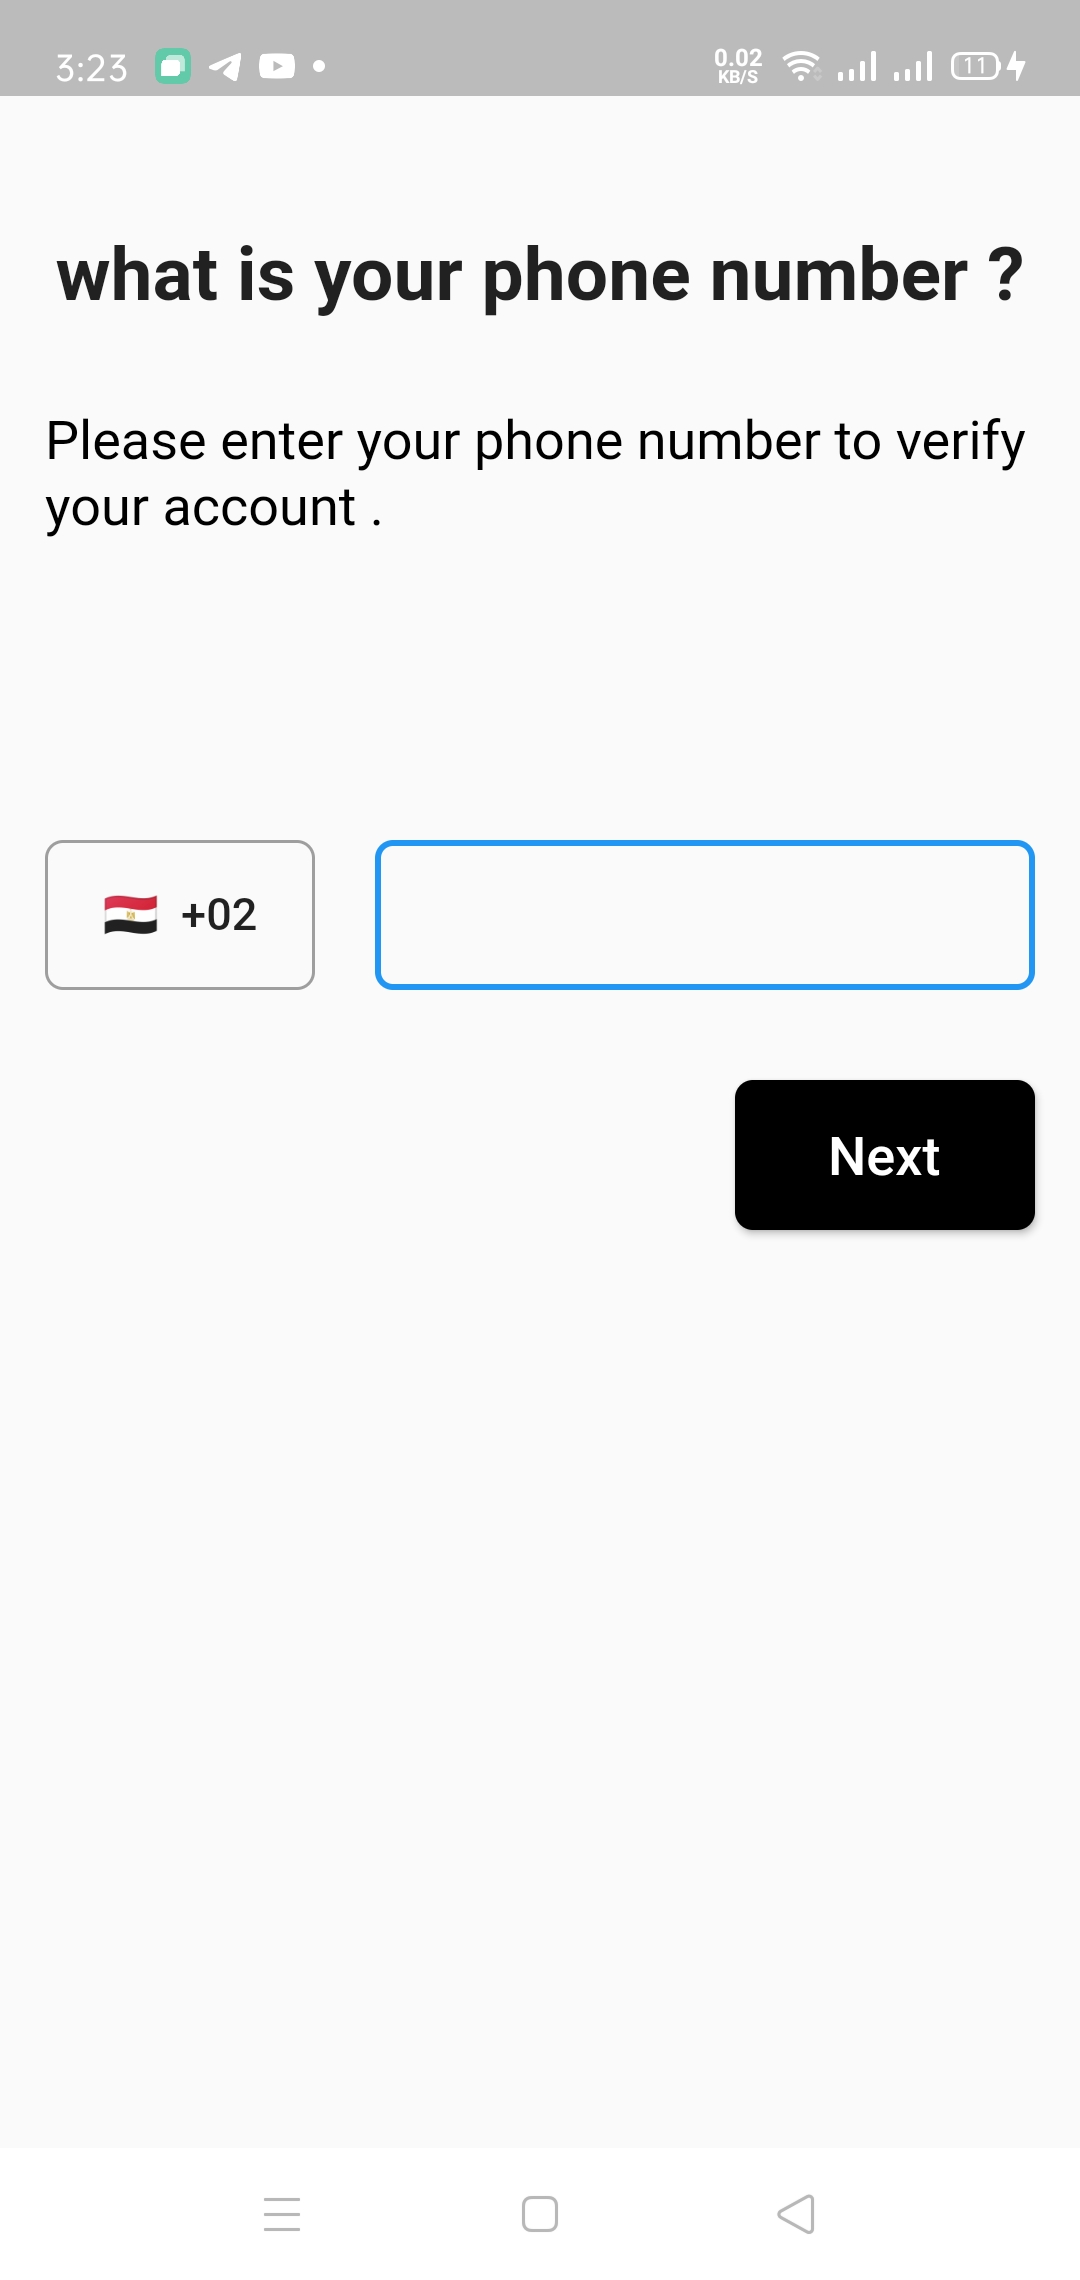 3:23
0.02
KB/S
11
what is your phone number ?
Please enter your phone number to verify
your account .
+02
Next